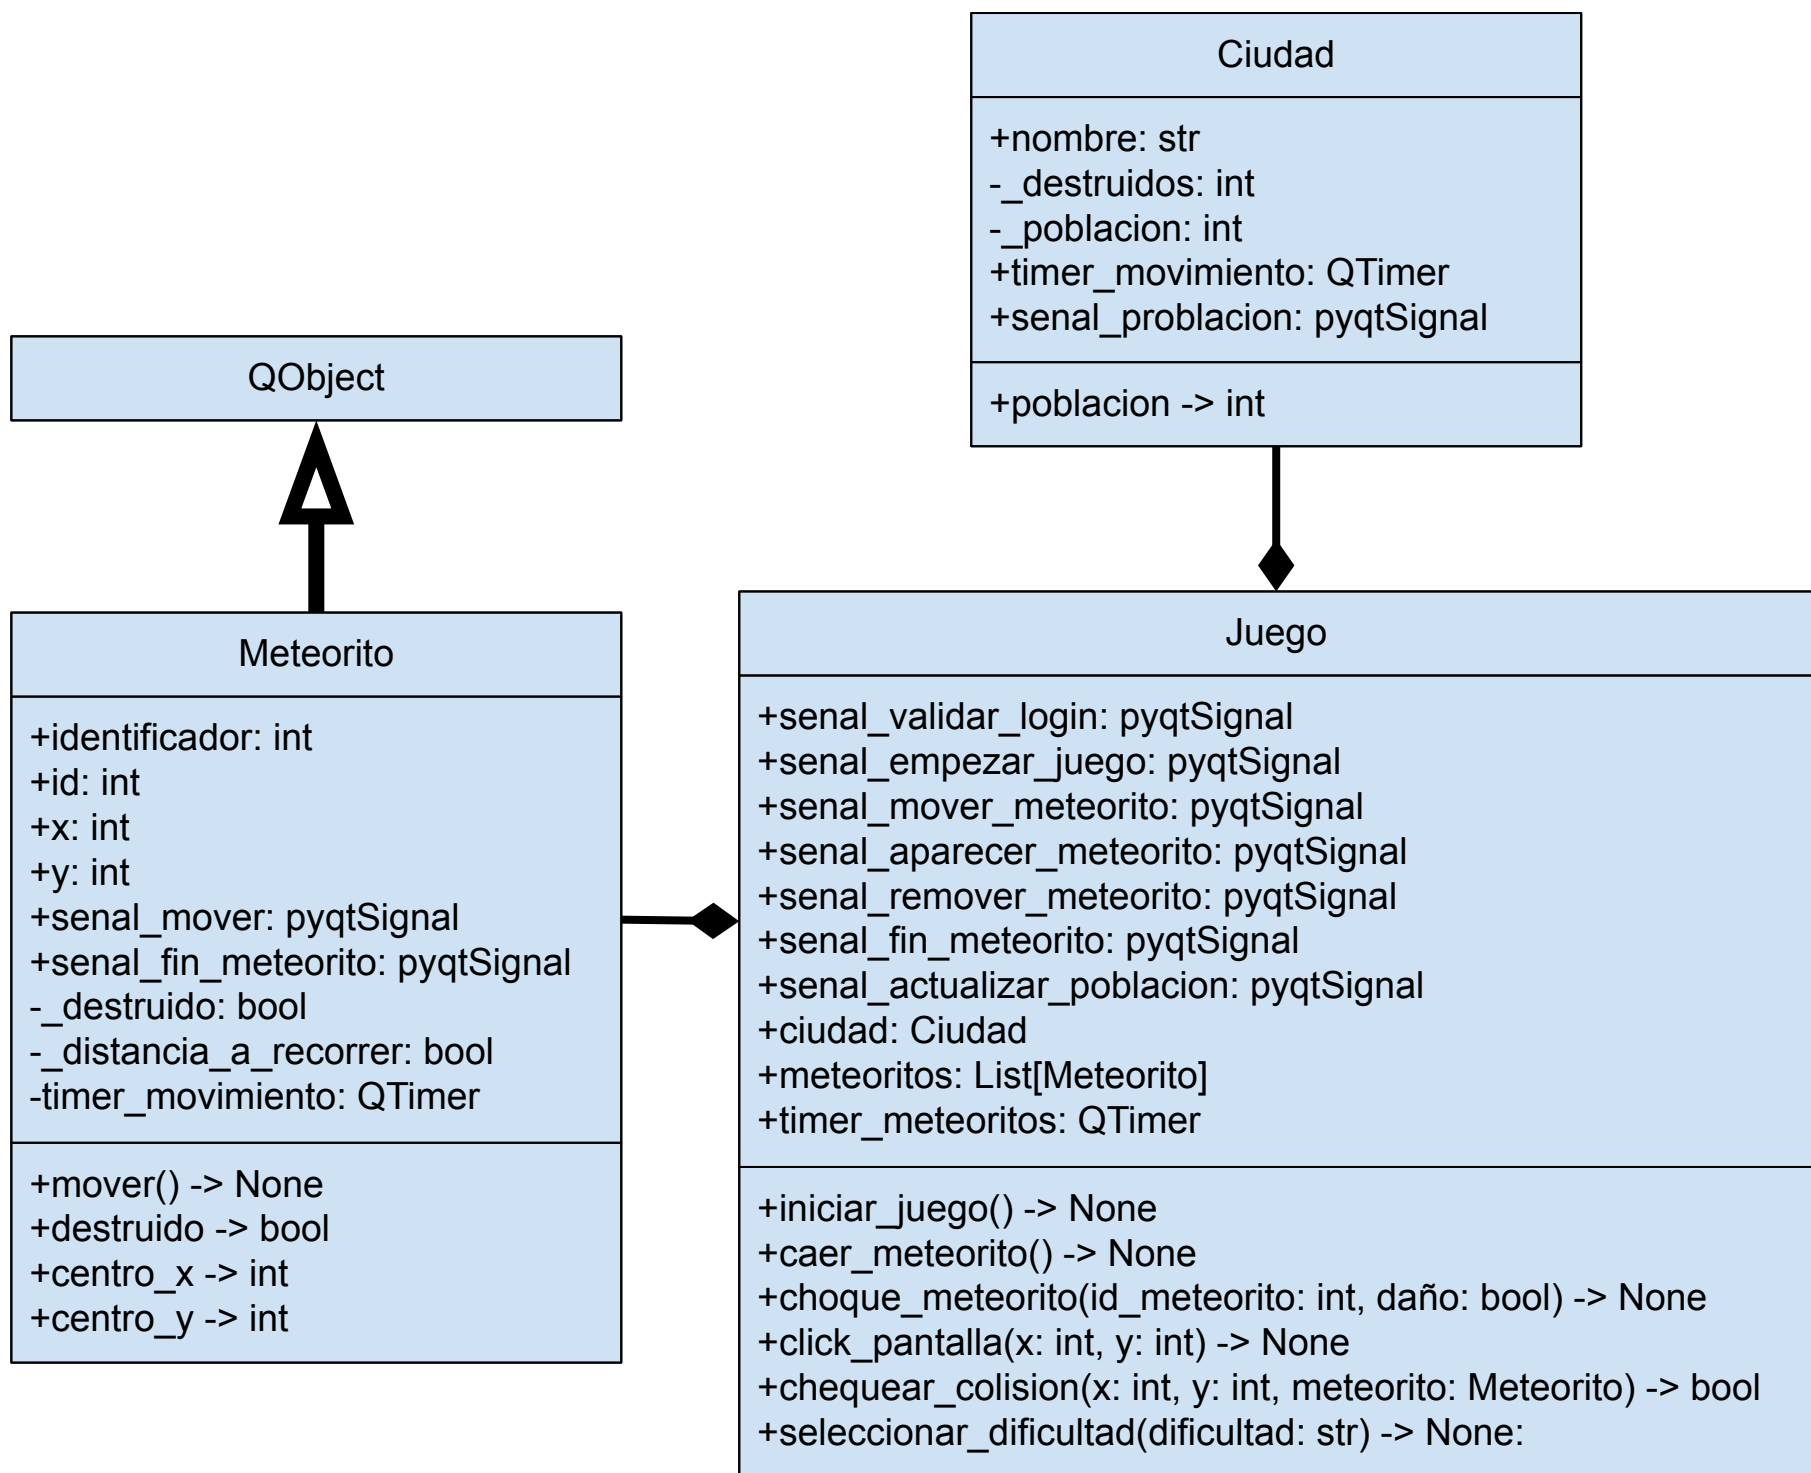 Ciudad
+nombre: str
-_destruidos: int
-_poblacion: int
+timer_movimiento: QTimer
+senal_problacion: pyqtSignal
+poblacion -> int
QObject
Meteorito
+identificador: int
+id: int
+x: int
+y: int
+senal_mover: pyqtSignal
+senal_fin_meteorito: pyqtSignal
-_destruido: bool
-_distancia_a_recorrer: bool
-timer_movimiento: QTimer
+mover() -> None
+destruido -> bool
+centro_x -> int
+centro_y -> int
Juego
+senal_validar_login: pyqtSignal
+senal_empezar_juego: pyqtSignal
+senal_mover_meteorito: pyqtSignal
+senal_aparecer_meteorito: pyqtSignal
+senal_remover_meteorito: pyqtSignal
+senal_fin_meteorito: pyqtSignal
+senal_actualizar_poblacion: pyqtSignal
+ciudad: Ciudad
+meteoritos: List[Meteorito]
+timer_meteoritos: QTimer
+iniciar_juego() -> None
+caer_meteorito() -> None
+choque_meteorito(id_meteorito: int, daño: bool) -> None
+click_pantalla(x: int, y: int) -> None
+chequear_colision(x: int, y: int, meteorito: Meteorito) -> bool
+seleccionar_dificultad(dificultad: str) -> None: